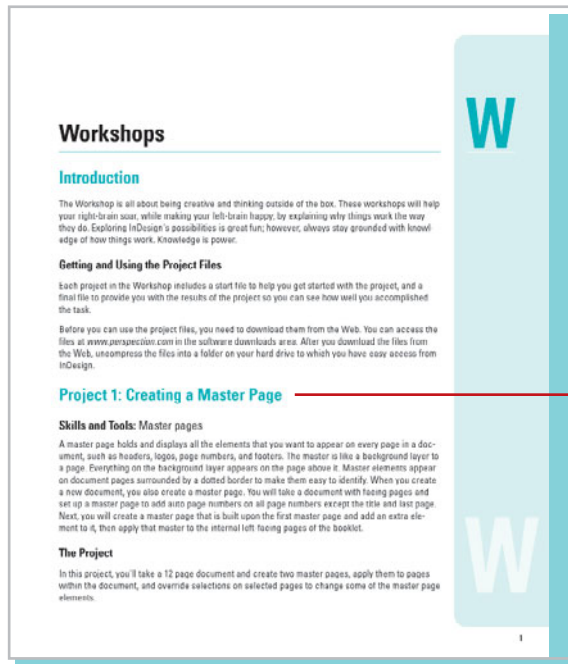 W
Workshops
Introduction
The Workshop is all about being creative and thinking outside of the box. These workshops will help
your right-brain soar, while making your left-brain happy, by explaining why things work the way
they do. Exploring InDesign's possibilities is great fun; however, always stay grounded with knowl
edge of how things work. Knowledge is power.
Getting and Using the Project Files
Each project in the Workshop includes a start file to help you get started with the project, and a
final file to provide you with the results of the project so you can see how well you accomplished
the task.
Before you can use the project files, you need to download them from the Web. You can access the
files at www.perspection.com in the software downloads area. After you download the files from
the Web, uncompress the files into a folder on your hard drive to which you have easy access from
InDesign.
Project 1: Creating a Master Page
Skills and Tools: Master pages
A master page holds and displays all the elements that you want to appear on every page in a doc-
ument, such as headers, logos, page numbers, and footers. The master is like a background layer to
a page. Everything on the background layer appears on the page above it. Master elements appear
on document pages surrounded by a dotted border to make them easy to identify. When you create
a new document, you also create a master page. You will take a document with facing pages and
set up a master page to add auto page numbers on all page numbers except the title and last page.
Next, you will create a master page that is built upon the first master page and add an extra ele-
ment to it, then apply that master to the internal left facing pages of the booklet.
The Project
In this project, you'll take a 12 page document and create two master pages, apply them to pages
within the document, and override selections on selected pages to change some of the master page
elements.
W
1